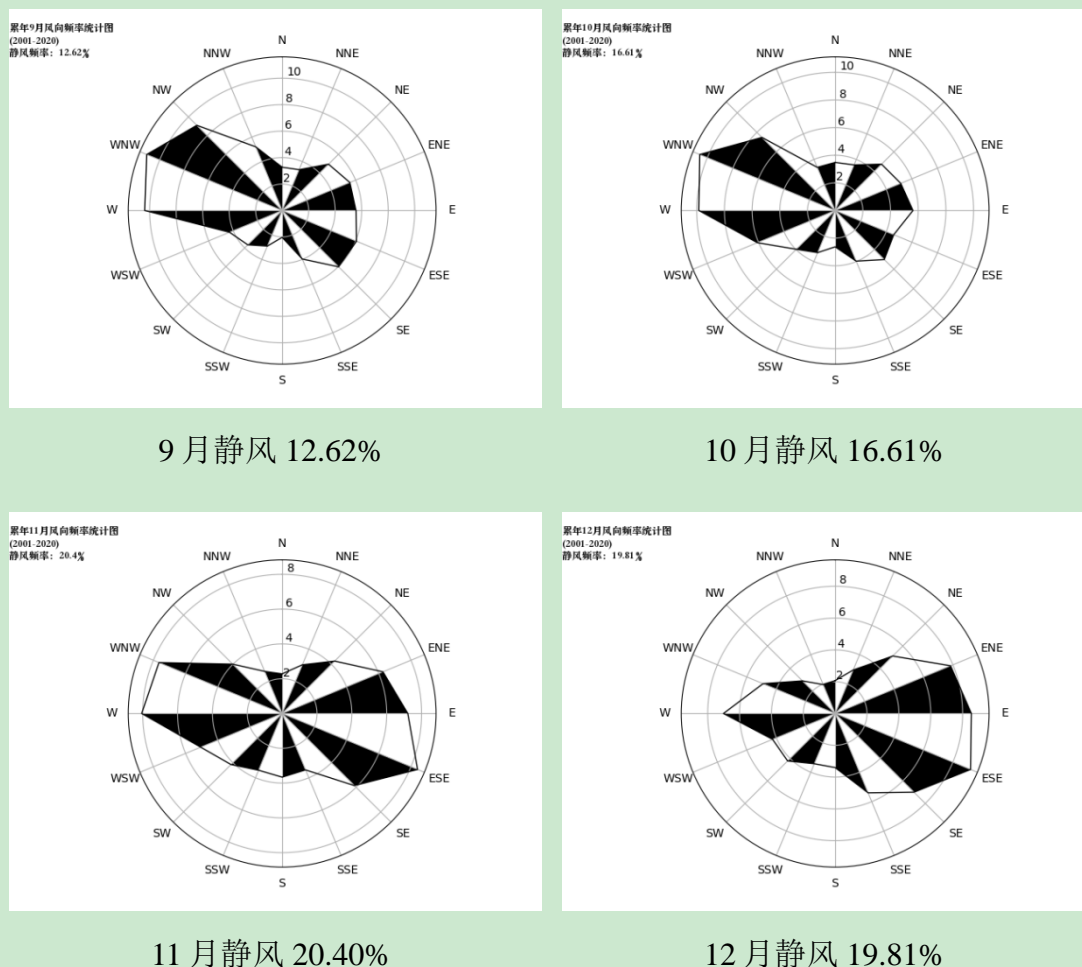 累年9月风向频率统计图
(2001-2020)
静风频率：12.62%
N
NNE
NE
ENE
E
ESE
SE
SSE
S
SSW
SW
WSW
W
WNW
NW
NNW
10
8
6
4
2
9 月静风 12.62%
累年10月风向频率统计图
(2001-2020)
静风频率：16.61%
N
NNE
NE
ENE
E
ESE
SE
SSE
S
SSW
SW
WSW
W
WNW
NW
NNW
10
8
6
4
2
10 月静风 16.61%
累年11月风向频率统计图
(2001-2020)
静风频率：20.4%
N
NNE
NE
ENE
E
ESE
SE
SSE
S
SSW
SW
WSW
W
WNW
NW
NNW
8
6
4
2
11 月静风 20.40%
累年12月风向频率统计图
(2001-2020)
静风频率：19.81%
N
NNE
NE
ENE
E
ESE
SE
SSE
S
SSW
SW
WSW
W
WNW
NW
NNW
8
6
4
2
12 月静风 19.81%